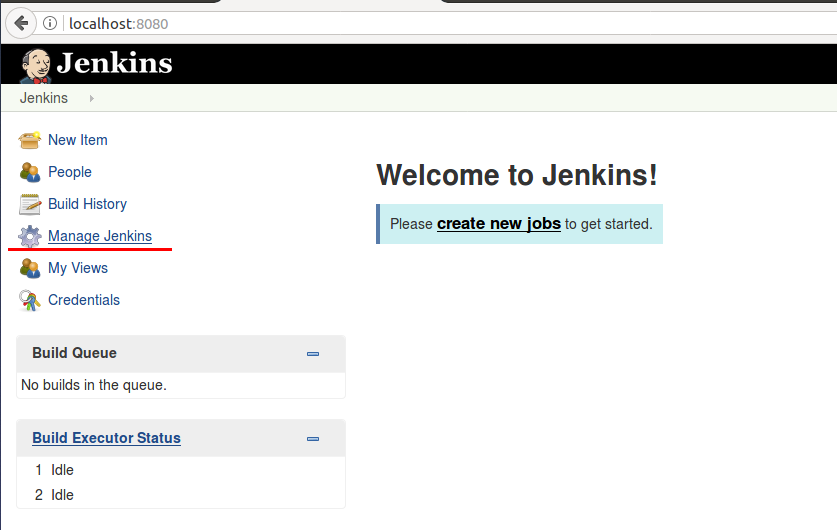 localhost:8080
Jenkins
Jenkins
New Item
People
Build History
Manage Jenkins
My Views
Credentials
Welcome to Jenkins!
Please create new jobs to get started.
Build Queue
No builds in the queue.
Build Executor Status
1 Idle
2 Idle